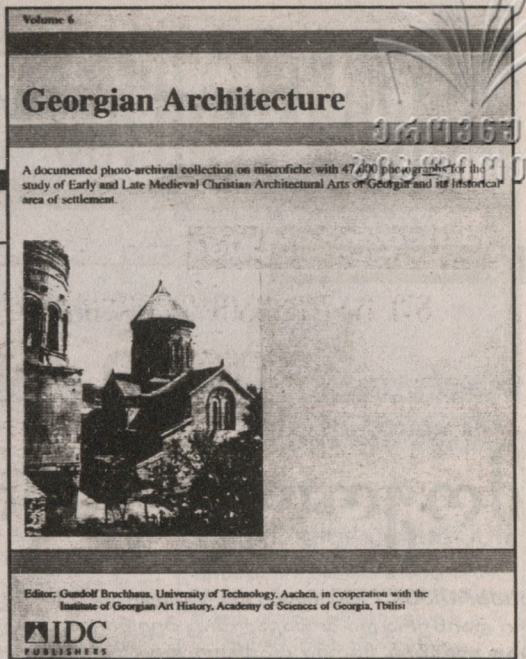 Volume 6
Georgian Architecture
ეროვნული
A documented photo-archival collection on microfiche with 47,000 photographs for the
study of Early and Late Medieval Christian Architectural Arts of Georgia and its historical
area of settlement.
Editor: Gundolf Bruchhaus, University of Technology, Aachen, in cooperation with the
Institute of Georgian Art History, Academy of Sciences of Georgia, Tbilisi
IDC
PUBLISHERS